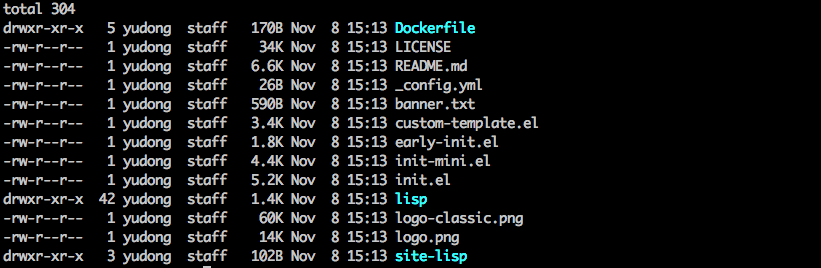 total 304
drwxr-xr-x   5 yudong  staff   170B Nov  8 15:13 Dockerfile
-rw-r--r--   1 yudong  staff    34K Nov  8 15:13 LICENSE
-rw-r--r--   1 yudong  staff   6.6K Nov  8 15:13 README.md
-rw-r--r--   1 yudong  staff    26B Nov  8 15:13 _config.yml
-rw-r--r--   1 yudong  staff   590B Nov  8 15:13 banner.txt
-rw-r--r--   1 yudong  staff   3.4K Nov  8 15:13 custom-template.el
-rw-r--r--   1 yudong  staff   1.8K Nov  8 15:13 early-init.el
-rw-r--r--   1 yudong  staff   4.4K Nov  8 15:13 init-mini.el
-rw-r--r--   1 yudong  staff   5.2K Nov  8 15:13 init.el
drwxr-xr-x  42 yudong  staff   1.4K Nov  8 15:13 lisp
-rw-r--r--   1 yudong  staff    60K Nov  8 15:13 logo-classic.png
-rw-r--r--   1 yudong  staff    14K Nov  8 15:13 logo.png
drwxr-xr-x   3 yudong  staff   102B Nov  8 15:13 site-lisp